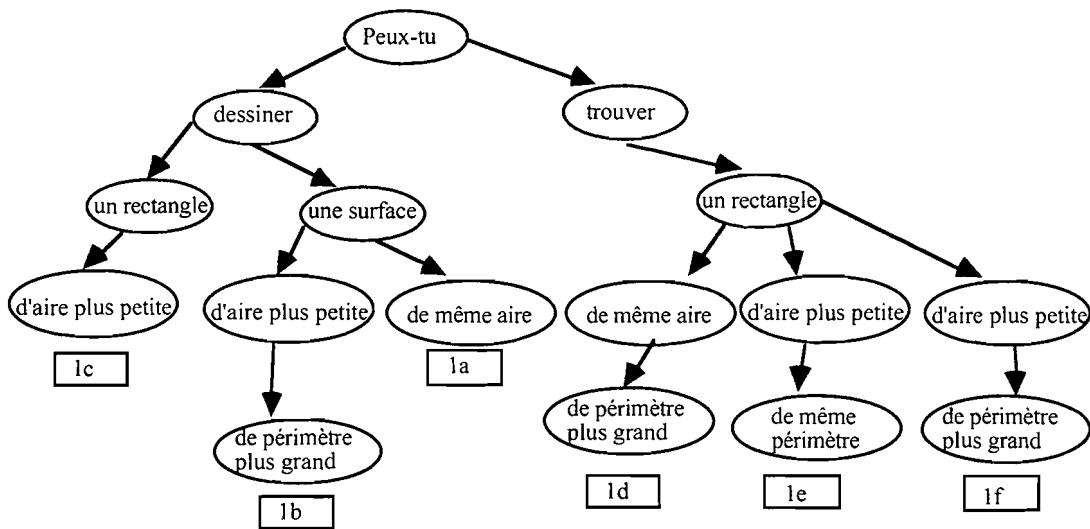 Peux-tu
dessiner
trouver
un rectangle
une surface
un rectangle
d'aire plus petite
d'aire plus petite
de même aire
de même aire
d'aire plus petite
d'aire plus petite
1c
1a
de périmètre
plus grand
de périmètre
plus grand
de même
périmètre
de périmètre
plus grand
1b
1d
1e
1f